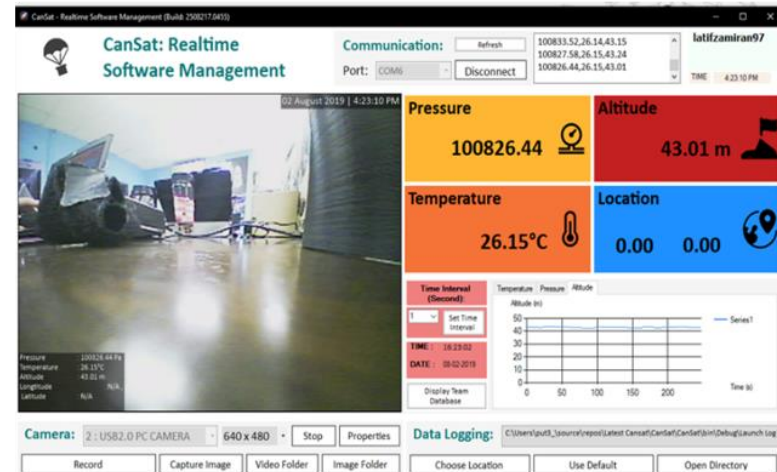 CanSat - Realtime Software Management (Build: 2508217.0455)
CanSat: Realtime
Software Management
Communication:
Refresh
Port:
COM6
Disconnect
100833.52,26.14,43.15
100827.58,26.15,43.24
100826.44,26.15,43.01
latifzamiran97
TIME
4:23:10 PM
02 August 2019 | 4:23:10 PM
Pressure : 100826.44 Pa
Temperature : 26.15°C
Altitude : 43.01 m
Longtitude : N/A
Latitude : N/A
Pressure
100826.44
Altitude
43.01 m
Temperature
26.15°C
Location
0.00 0.00
Time Interval
(Second):
1
Set Time
Interval
TIME : 16:23:02
DATE : 08-02-2019
Display Team
Database
Temperature Pressure Altitude
Altitude (m)
50
40
30
20
10
0
0 50 100 150 200
Time (s)
Series1
Camera:
2 : USB2.0 PC CAMERA
640 x 480
Stop
Properties
Record
Capture Image
Video Folder
Image Folder
Data Logging:
C:\Users\put3_\source\repos\Latest Cansat\CanSat\CanSat\bin\Debug\Launch Log
Choose Location
Use Default
Open Directory